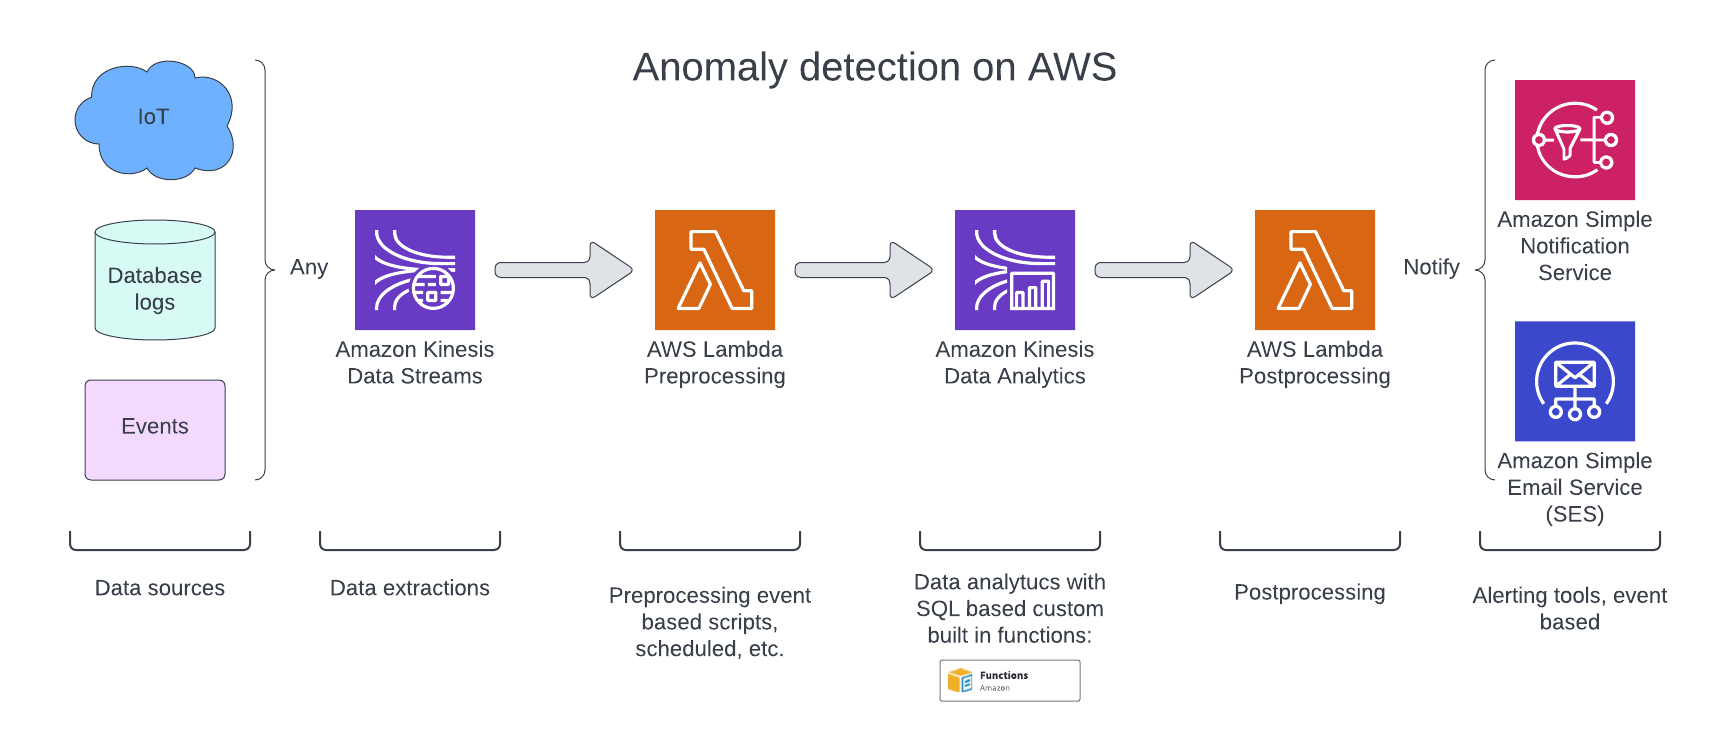 Anomaly detection on AWS
IoT
Database
logs
Events
Any
Amazon Kinesis
Data Streams
AWS Lambda
Preprocessing
Amazon Kinesis
Data Analytics
AWS Lambda
Postprocessing
Notify
Amazon Simple
Notification
Service
Amazon Simple
Email Service
(SES)
Data sources
Data extractions
Preprocessing event
based scripts,
scheduled, etc.
Data analytucs with
SQL based custom
built in functions:
Functions
Amazon
Postprocessing
Alerting tools, event
based